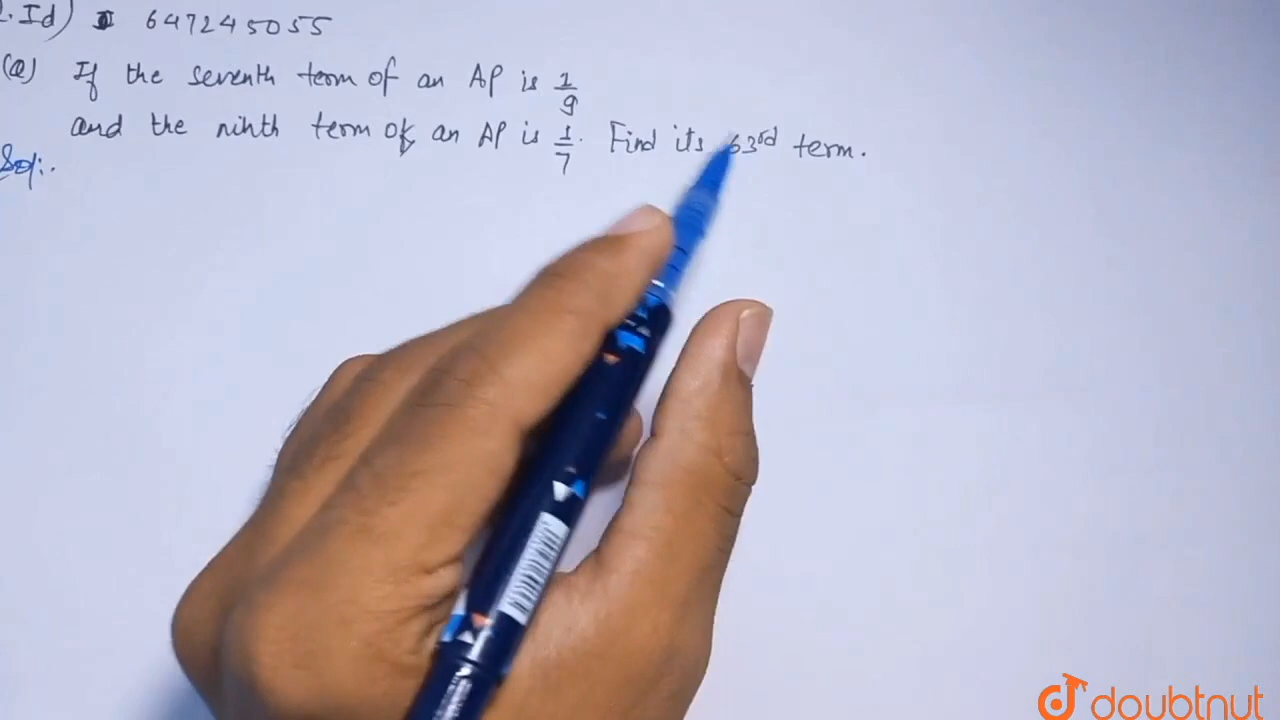 .Id) 647245055
(Q) If the seventh term of an AP is 1/9
and the ninth term of an AP is 1/7. Find its 63rd term.
Sol:.
doubtnut